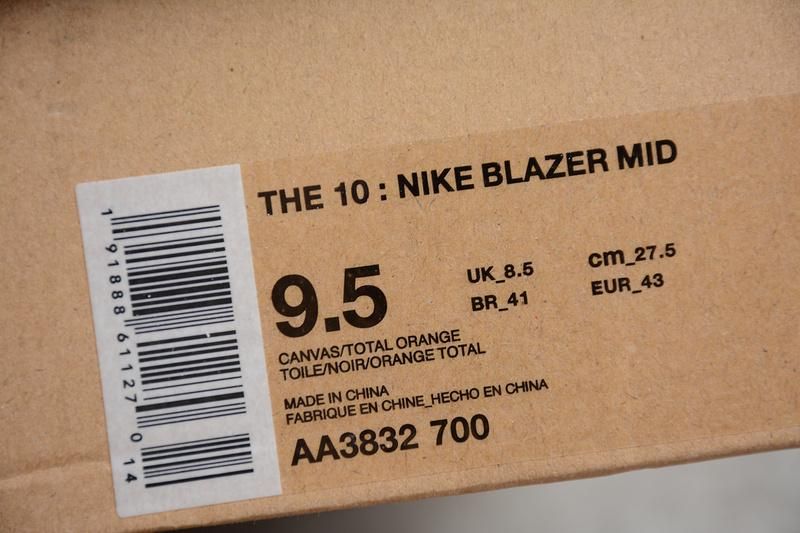 THE 10 : NIKE BLAZER MID
9.5
UK_8.5
cm_27.5
BR_41
EUR_43
CANVAS/TOTAL ORANGE
TOILE/NOIR/ORANGE TOTAL
MADE IN CHINA
FABRIQUE EN CHINE_HECHO EN CHINA
AA3832 700
1 91888 61127 0 14